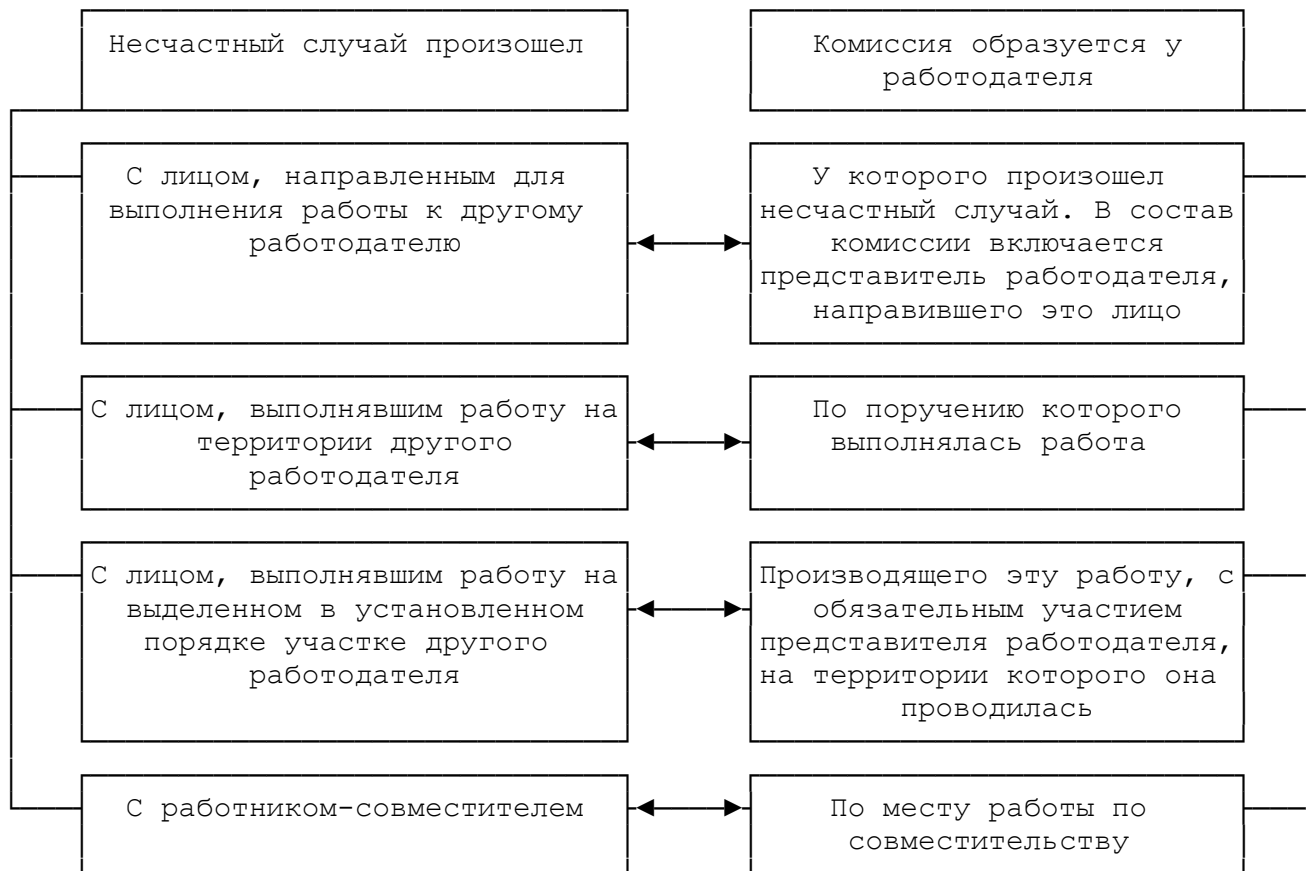 Несчастный случай произошел
Комиссия образуется у
работодателя
С лицом, направленным для
выполнения работы к другому
работодателю
У которого произошел
несчастный случай. В состав
комиссии включается
представитель работодателя,
направившего это лицо
С лицом, выполнявшим работу на
территории другого
работодателя
По поручению которого
выполнялась работа
С лицом, выполнявшим работу на
выделенном в установленном
порядке участке другого
работодателя
Производящего эту работу, с
обязательным участием
представителя работодателя,
на территории которого она
проводилась
С работником-совместителем
По месту работы по
совместительству